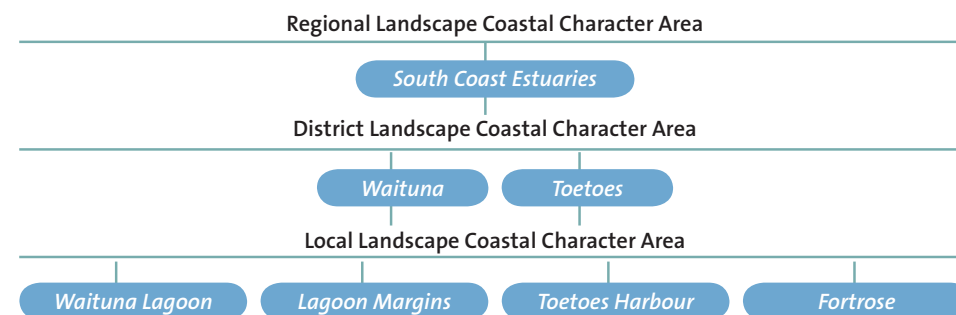 Regional Landscape Coastal Character Area
South Coast Estuaries
District Landscape Coastal Character Area
Waituna Toetoes
Local Landscape Coastal Character Area
Waituna Lagoon Lagoon Margins Toetoes Harbour Fortrose